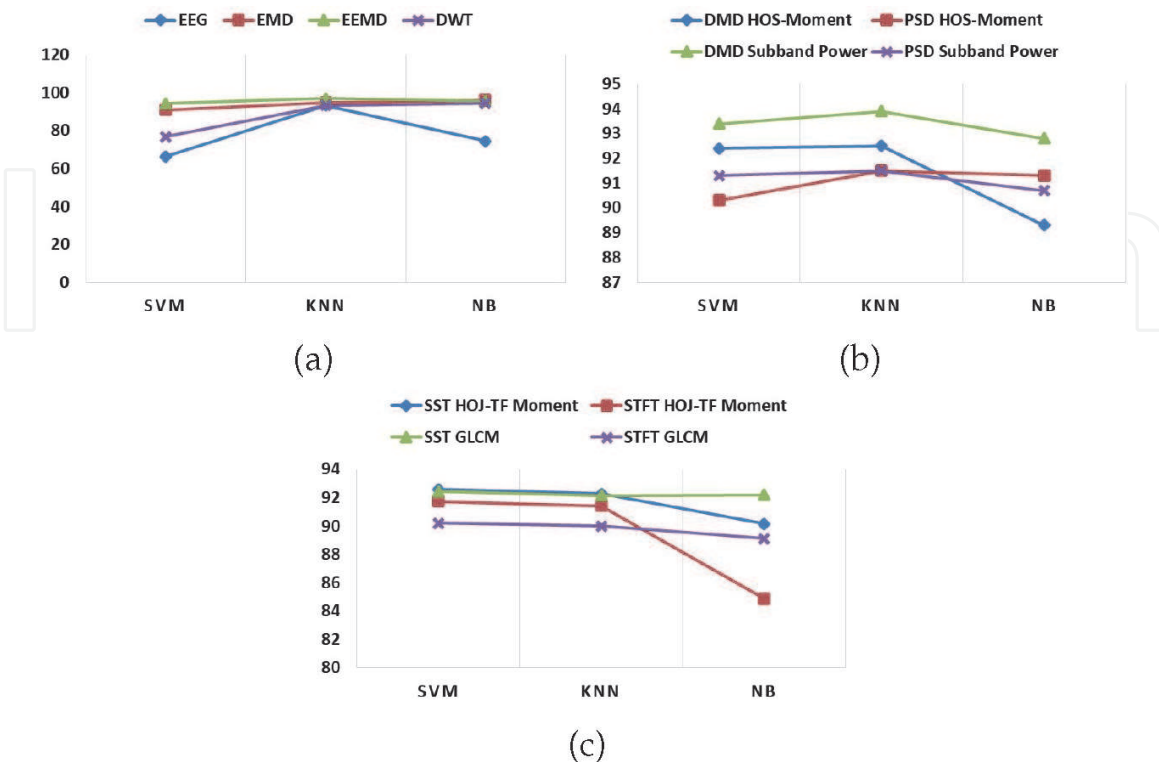 EEG EMD EEMD DWT
120
100
80
60
40
20
0
SVM KNN NB
(a)
DMD HOS-Moment PSD HOS-Moment
DMD Subband Power PSD Subband Power
95
94
93
92
91
90
89
88
87
SVM KNN NB
(b)
SST HOJ-TF Moment STFT HOJ-TF Moment
SST GLCM STFT GLCM
94
92
90
88
86
84
82
80
SVM KNN NB
(c)